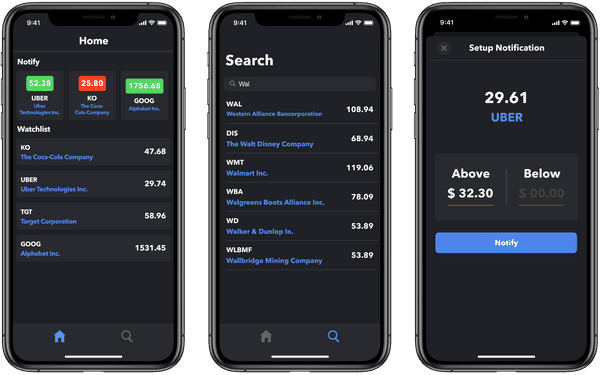 9:41
Home
Notify
52.38
UBER
Uber
Technologies Inc.
25.80
KO
The Coca-
Cola Company
1756.68
GOOG
Alphabet Inc.
Watchlist
KO
The Coca-Cola Company
47.68
UBER
Uber Technologies Inc.
29.74
TGT
Target Corporation
58.96
GOOG
Alphabet Inc.
1531.45
9:41
Search
Wal
WAL
Western Alliance Bancorporation
108.94
DIS
The Walt Disney Company
68.94
WMT
Walmart Inc.
119.06
WBA
Walgreens Boots Alliance Inc.
78.09
WD
Walker & Dunlop In.
53.89
WLBMF
Wallbridge Mining Company
53.89
9:41
Setup Notification
29.61
UBER
Above
$ 32.30
Below
$ 00.00
Notify